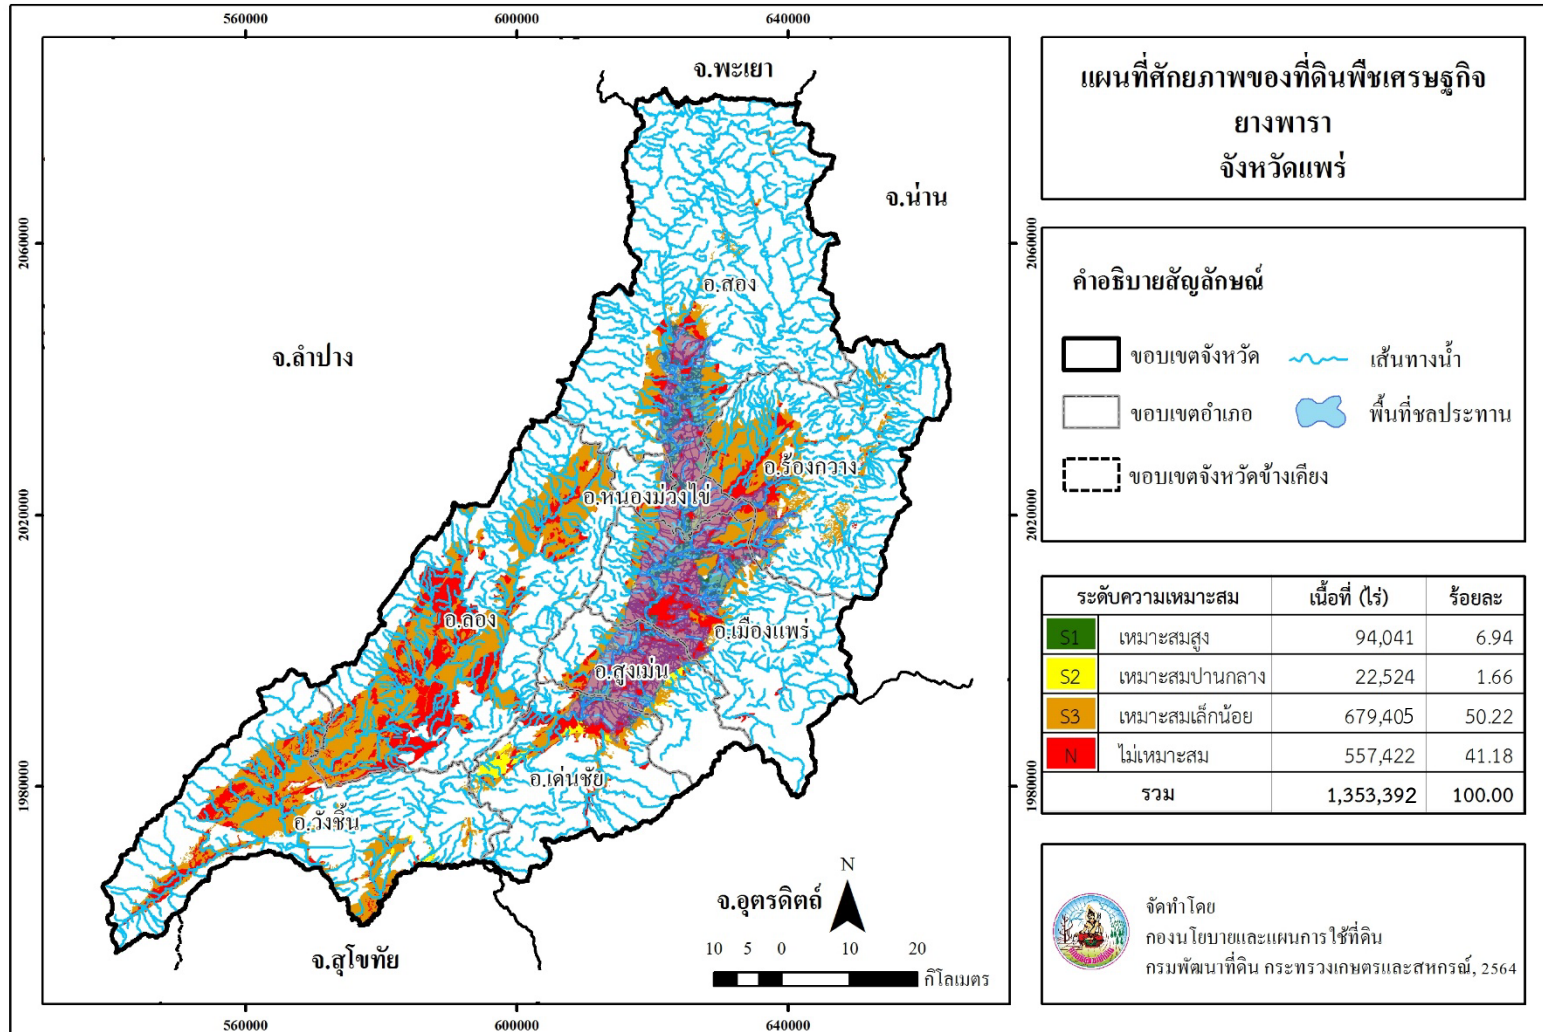 560000 600000 640000
แผนที่ศักยภาพของที่ดินพืชเศรษฐกิจ
ยางพารา
จังหวัดแพร่
จ.พะเยา
จ.น่าน
2060000 2060000
คำอธิบายสัญลักษณ์
อ.สอง
จ.ลำปาง
ขอบเขตจังหวัด เส้นทางน้ำ
ขอบเขตอำเภอ พื้นที่ชลประทาน
ขอบเขตจังหวัดข้างเคียง
อ.ร้องกวาง
อ.หนองม่วงไข่
2020000 2020000
ระดับความเหมาะสม เนื้อที่ (ไร่) ร้อยละ
S1 เหมาะสมสูง 94,041 6.94
S2 เหมาะสมปานกลาง 22,524 1.66
S3 เหมาะสมเล็กน้อย 679,405 50.22
N ไม่เหมาะสม 557,422 41.18
รวม 1,353,392 100.00
อ.ลอง
อ.เมืองแพร่
อ.สูงเม่น
อ.เด่นชัย
1980000 1980000
อ.วังชิ้น
N
จ.อุตรดิตถ์
จ.สุโขทัย
10 5 0 10 20
กิโลเมตร
จัดทำโดย
กองนโยบายและแผนการใช้ที่ดิน
กรมพัฒนาที่ดิน กระทรวงเกษตรและสหกรณ์, 2564
560000 600000 640000